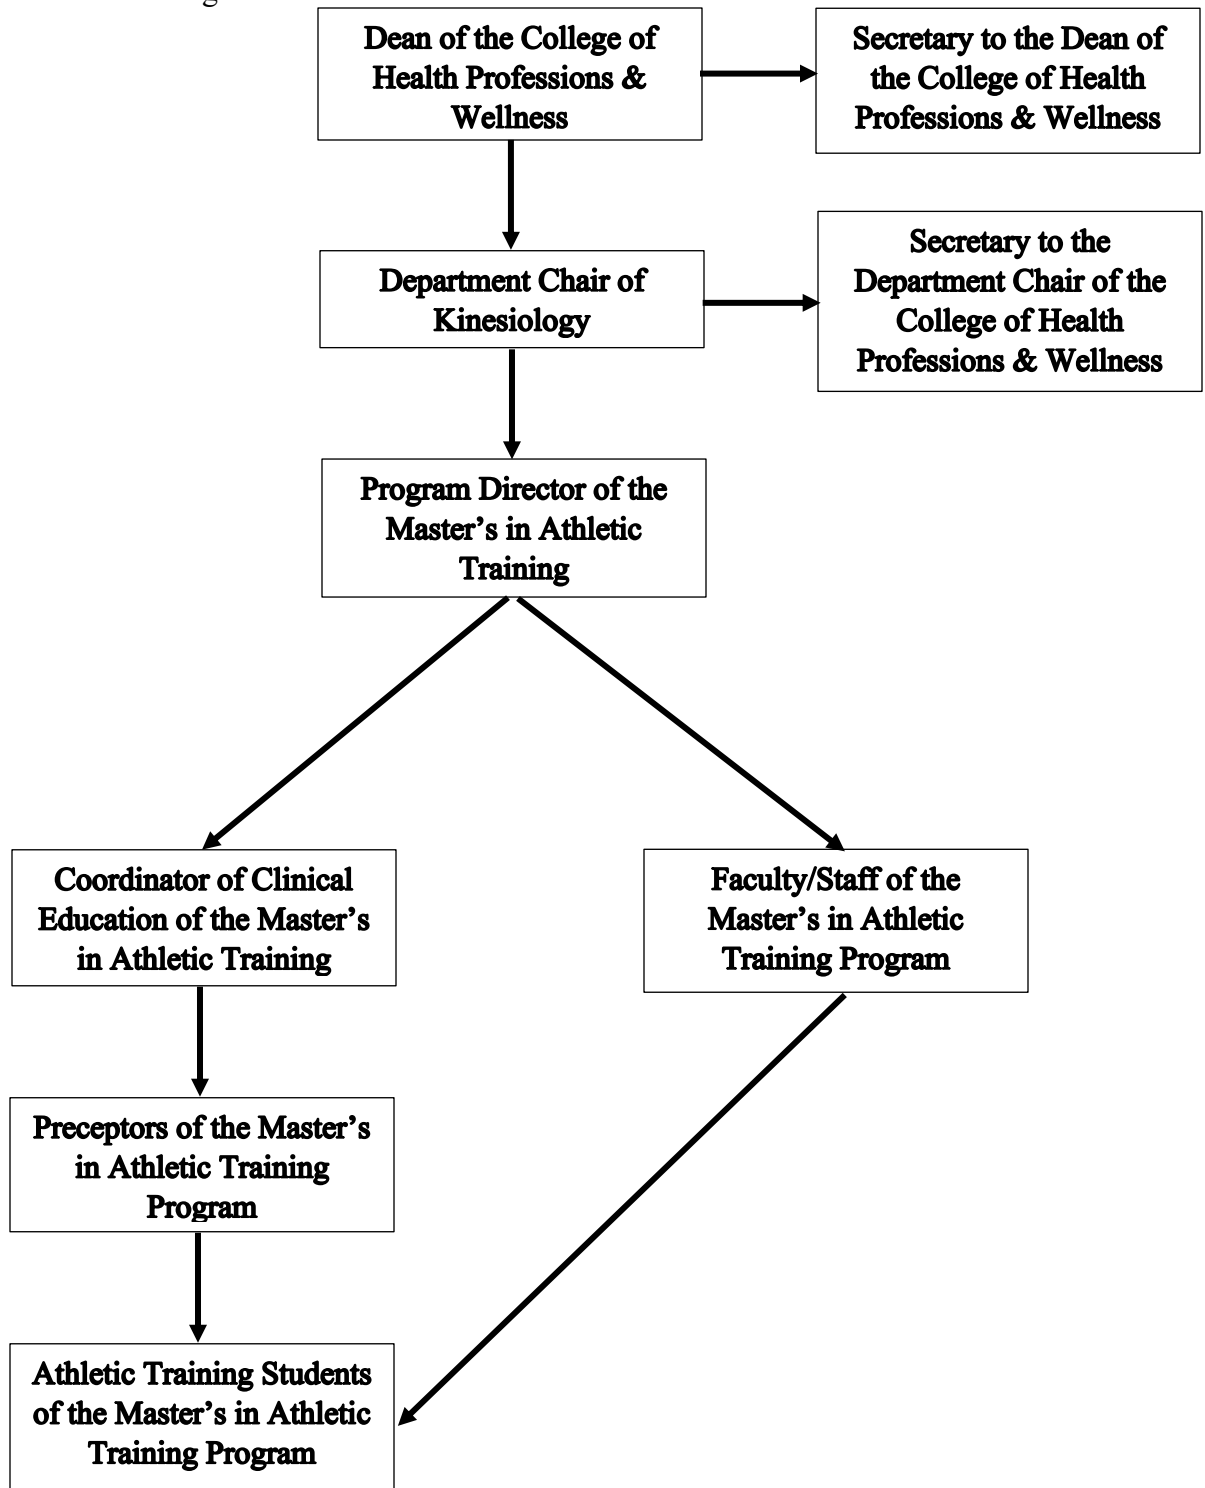 Dean of the College of
Health Professions &
Wellness
Secretary to the Dean of
the College of Health
Professions & Wellness
Department Chair of
Kinesiology
Secretary to the
Department Chair of the
College of Health
Professions & Wellness
Program Director of the
Master’s in Athletic
Training
Coordinator of Clinical
Education of the Master’s
in Athletic Training
Faculty/Staff of the
Master’s in Athletic
Training Program
Preceptors of the Master’s
in Athletic Training
Program
Athletic Training Students
of the Master’s in Athletic
Training Program